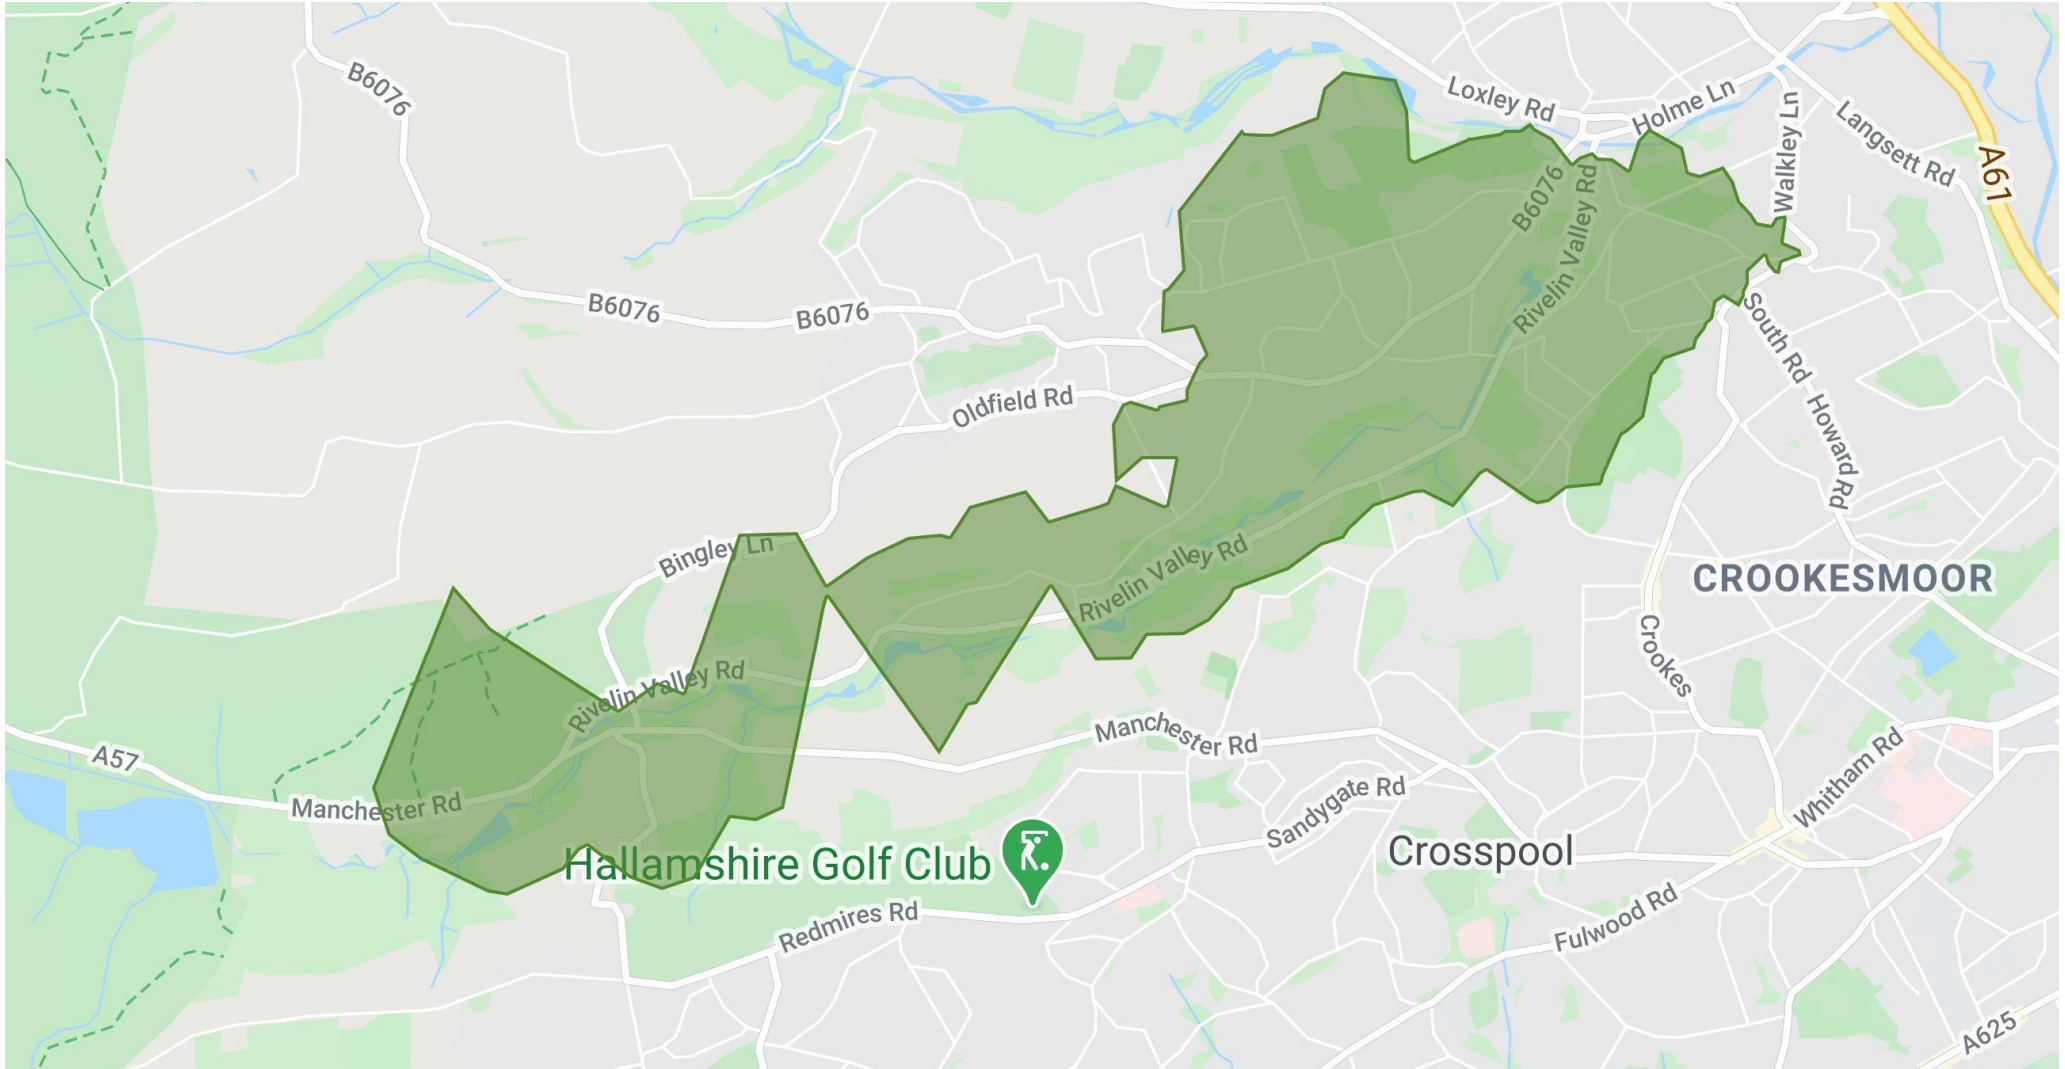 B6076
Loxley Rd
Holme Ln
Walkley Ln
Langsett Rd
A61
B6076
Rivelin Valley Rd
B6076
B6076
South Rd
Howard Rd
Oldfield Rd
Bingley Ln
Rivelin Valley Rd
CROOKESMOOR
Crookes
Rivelin Valley Rd
Manchester Rd
A57
Manchester Rd
Whitham Rd
Sandygate Rd
Crosspool
Hallamshire Golf Club
Redmires Rd
Fulwood Rd
A625